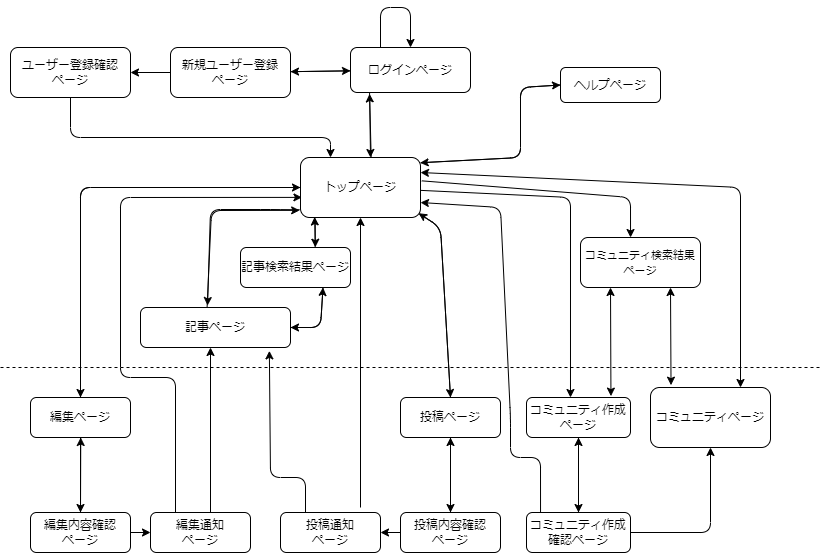 ユーザー登録確認
ページ
新規ユーザー登録
ページ
ログインページ
ヘルプページ
トップページ
記事検索結果ページ
コミュニティ検索結果
ページ
記事ページ
編集ページ
投稿ページ
コミュニティ作成
ページ
コミュニティページ
編集内容確認
ページ
編集通知
ページ
投稿通知
ページ
投稿内容確認
ページ
コミュニティ作成
確認ページ